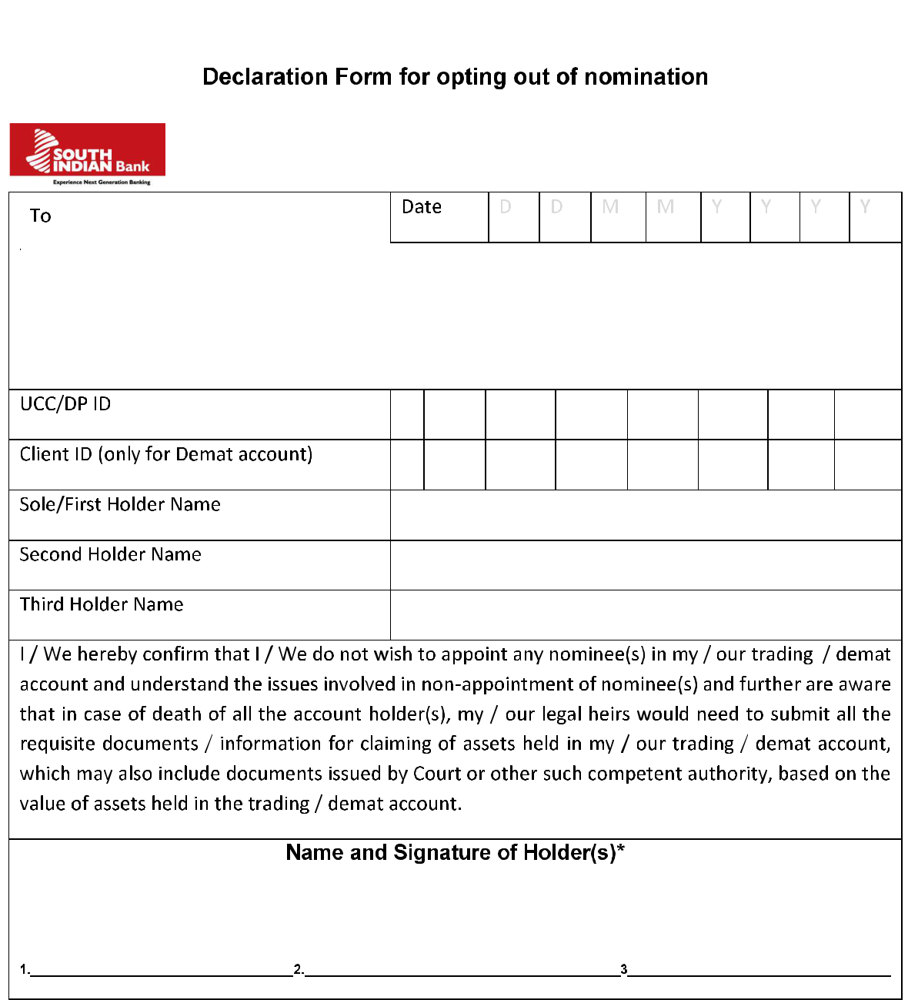 Declaration Form for opting out of nomination
SOUTH
INDIAN Bank
Experience Next Generation Banking
To
Date D D M M Y Y Y Y
UCC/DP ID
Client ID (only for Demat account)
Sole/First Holder Name
Second Holder Name
Third Holder Name
I / We hereby confirm that I / We do not wish to appoint any nominee(s) in my / our trading / demat
account and understand the issues involved in non-appointment of nominee(s) and further are aware
that in case of death of all the account holder(s), my / our legal heirs would need to submit all the
requisite documents / information for claiming of assets held in my / our trading / demat account,
which may also include documents issued by Court or other such competent authority, based on the
value of assets held in the trading / demat account.
Name and Signature of Holder(s)*
1.____________________2.____________________3____________________